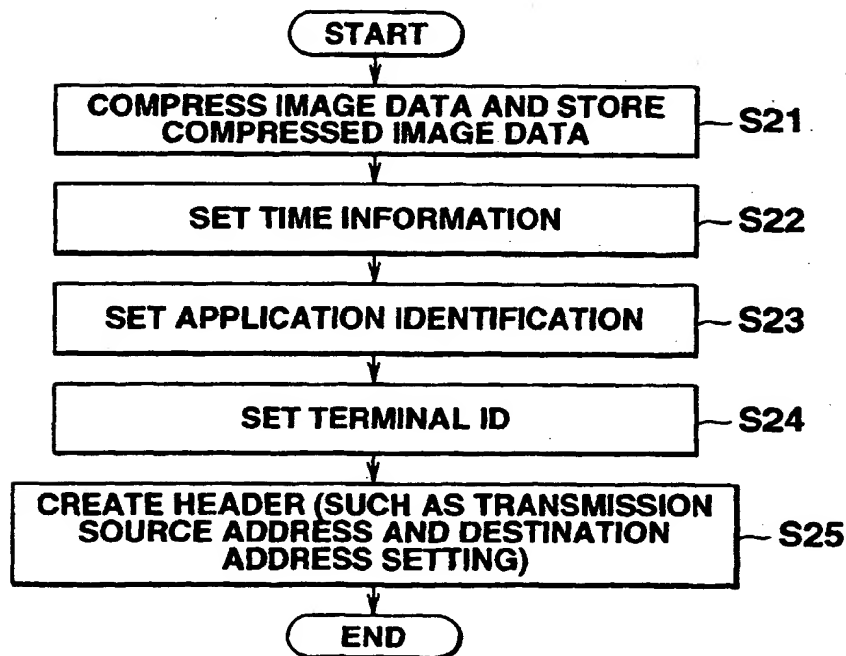 START
COMPRESS IMAGE DATA AND STORE
COMPRESSED IMAGE DATA
S21
SET TIME INFORMATION
S22
SET APPLICATION IDENTIFICATION
S23
SET TERMINAL ID
S24
CREATE HEADER (SUCH AS TRANSMISSION
SOURCE ADDRESS AND DESTINATION
ADDRESS SETTING)
S25
END